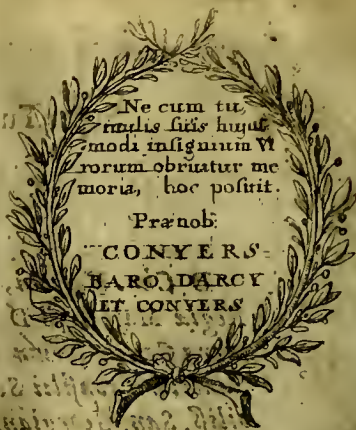 Ne cum tu,
mulis suis hujus
modi insignium Vi
rorum obruatur me
moria, hoc posuit.
Prænob:
CONYERS
BARO, DARCY
ET CONYERS